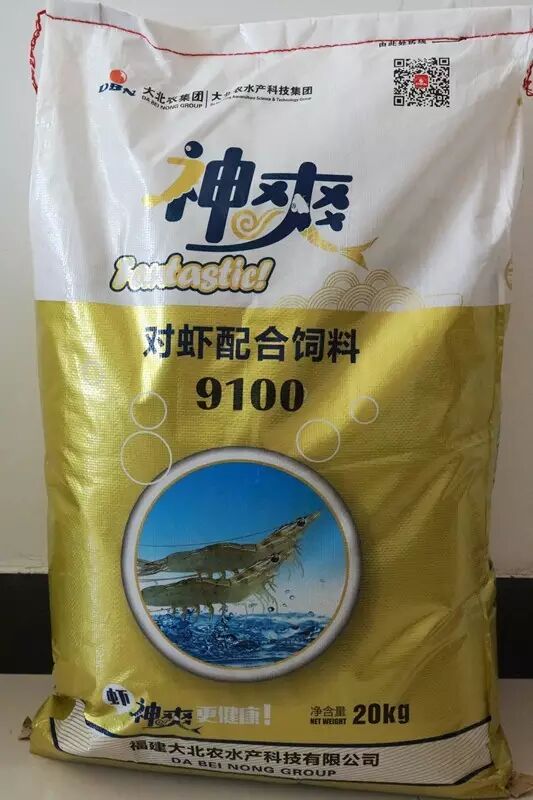 DBN
大北农集团 | 大北农水产科技集团
DA BEI NONG GROUP
神爽
Fantastic!
对虾配合饲料
9100
虾神爽更健康!
净含量
NET WEIGHT 20kg
福建大北农水产科技有限公司
DA BEI NONG GROUP